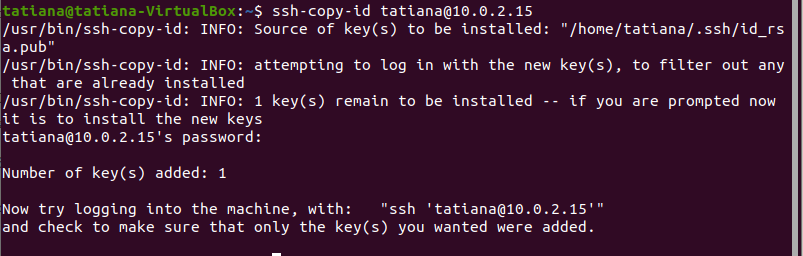 tatiana@tatiana-VirtualBox:~$ ssh-copy-id tatiana@10.0.2.15
/usr/bin/ssh-copy-id: INFO: Source of key(s) to be installed: "/home/tatiana/.ssh/id_rs
a.pub"
/usr/bin/ssh-copy-id: INFO: attempting to log in with the new key(s), to filter out any
 that are already installed
/usr/bin/ssh-copy-id: INFO: 1 key(s) remain to be installed -- if you are prompted now
it is to install the new keys
tatiana@10.0.2.15's password:
Number of key(s) added: 1
Now try logging into the machine, with:   "ssh 'tatiana@10.0.2.15'"
and check to make sure that only the key(s) you wanted were added.